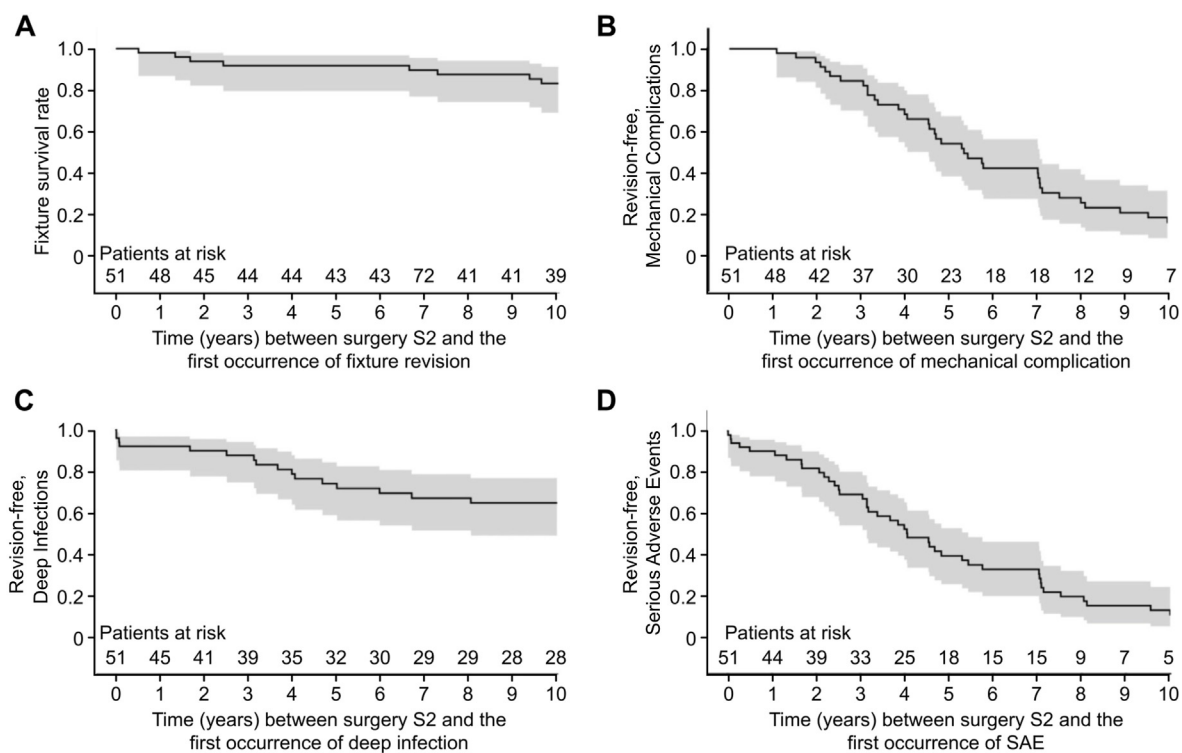 A
Fixture survival rate
1.0
0.8
0.6
0.4
0.2
0
Patients at risk
51 48 45 44 44 43 43 72 41 41 39
0 1 2 3 4 5 6 7 8 9 10
Time (years) between surgery S2 and the
first occurrence of fixture revision
B
Revision-free,
Mechanical Complications
1.0
0.8
0.6
0.4
0.2
0
Patients at risk
51 48 42 37 30 23 18 18 12 9 7
0 1 2 3 4 5 6 7 8 9 10
Time (years) between surgery S2 and the
first occurrence of mechanical complication
C
Revision-free,
Deep Infections
1.0
0.8
0.6
0.4
0.2
0
Patients at risk
51 45 41 39 35 32 30 29 29 28 28
0 1 2 3 4 5 6 7 8 9 10
Time (years) between surgery S2 and the
first occurrence of deep infection
D
Revision-free,
Serious Adverse Events
1.0
0.8
0.6
0.4
0.2
0
Patients at risk
51 44 39 33 25 18 15 15 9 7 5
0 1 2 3 4 5 6 7 8 9 10
Time (years) between surgery S2 and the
first occurrence of SAE